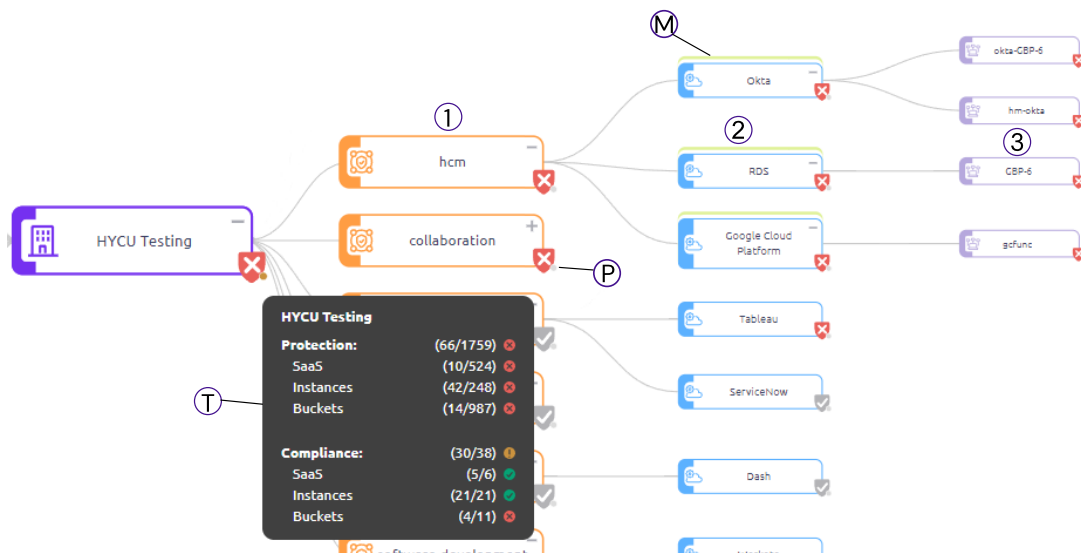 M
okta-GBP-6
Okta
hm-okta
1
2
3
hcm
RDS
GBP-6
HYCU Testing
collaboration
Google Cloud
Platform
gcfunc
P
HYCU Testing
Protection: (66/1759)
SaaS (10/524)
Instances (42/248)
Buckets (14/987)
Compliance: (30/38)
SaaS (5/6)
Instances (21/21)
Buckets (4/11)
T
Tableau
ServiceNow
Dash
software development